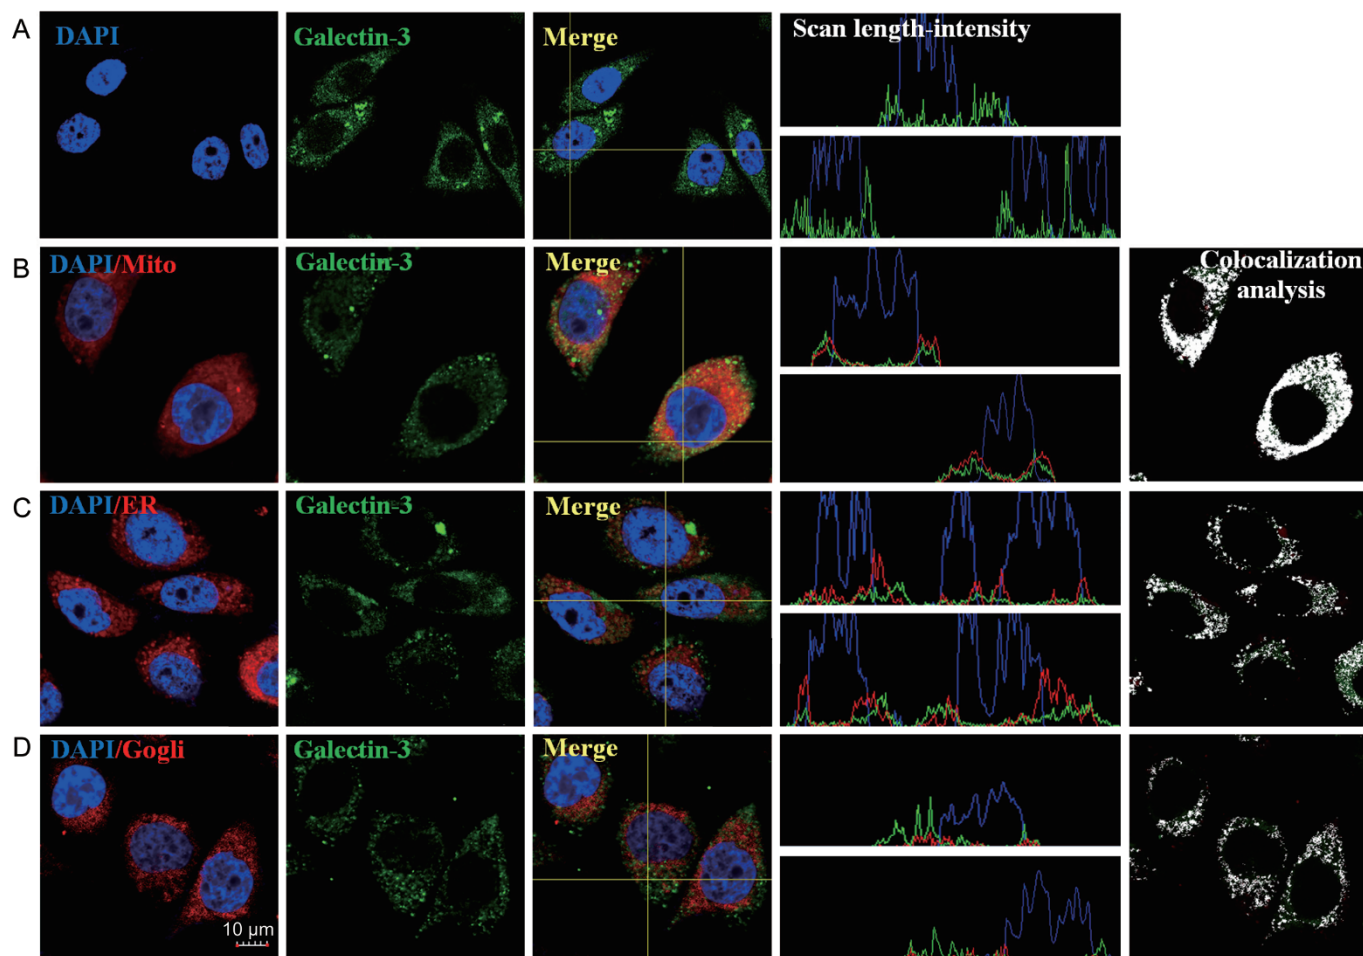 A
DAPI
Galectin-3
Merge
Scan length-intensity
B
DAPI/Mito
Galectin-3
Merge
Colocalization
analysis
C
DAPI/ER
Galectin-3
Merge
D
DAPI/Gogli
Galectin-3
Merge
10 μm